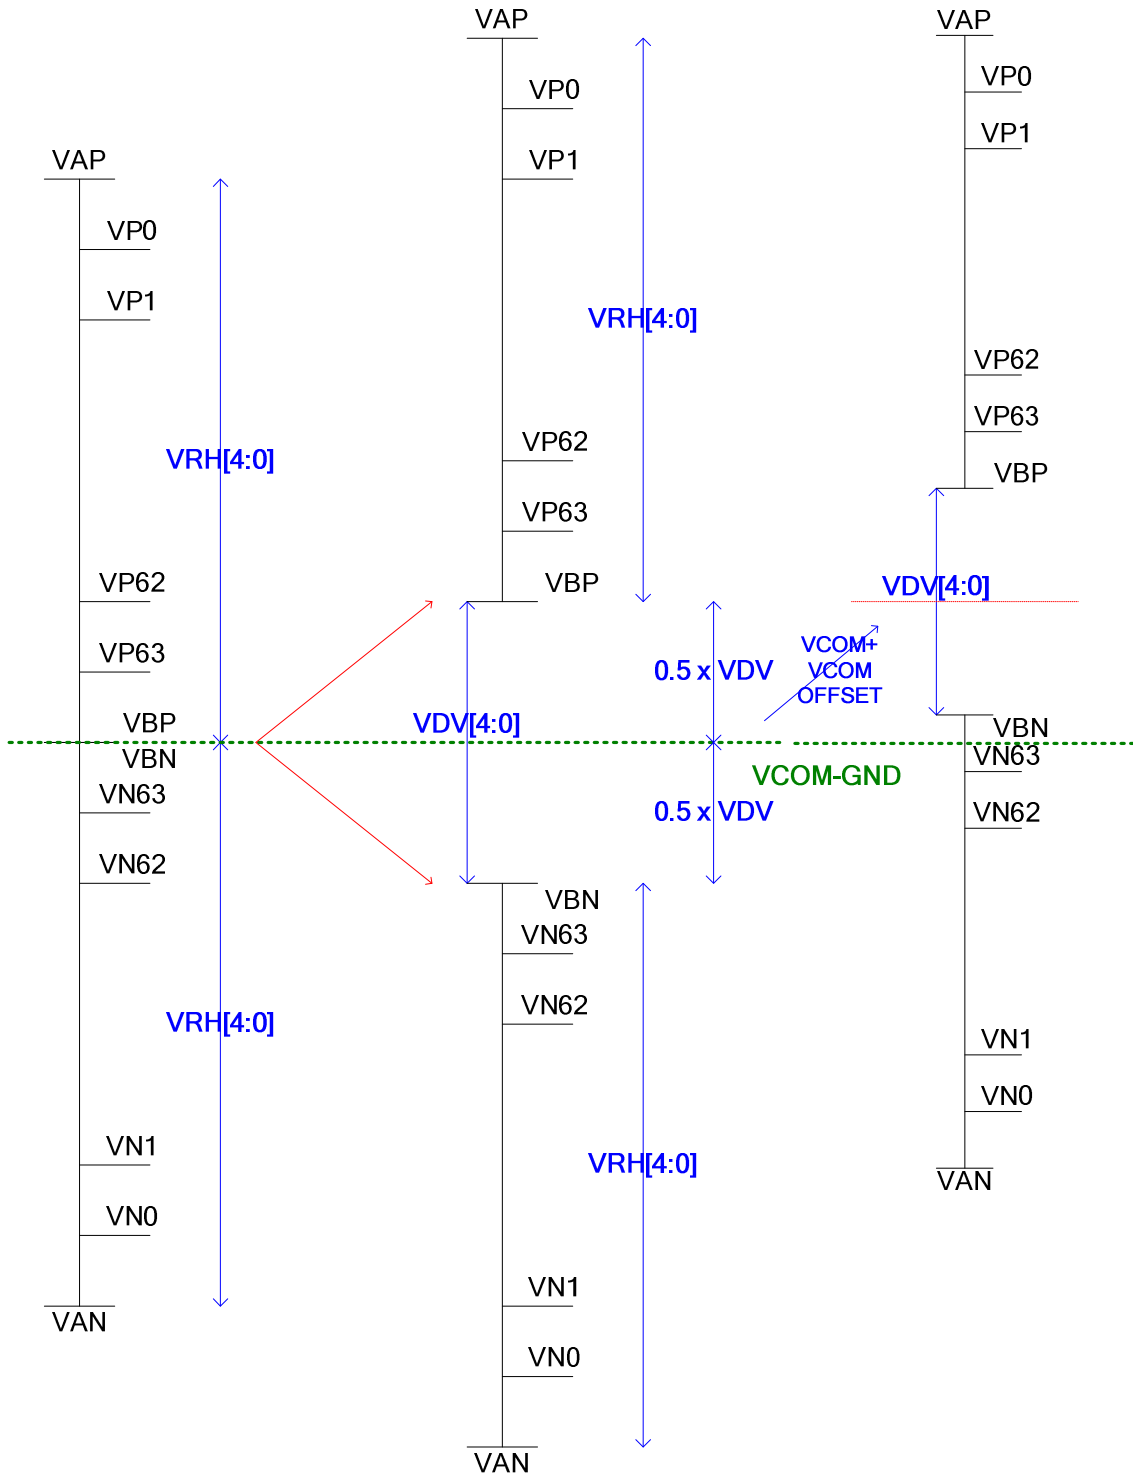 VAP
VP0
VP1
VRH[4:0]
VP62
VP63
VBP
VBN
VN63
VN62
VRH[4:0]
VN1
VN0
VAN
VAP
VP0
VP1
VRH[4:0]
VP62
VP63
VBP
0.5 x VDV
VDV[4:0]
0.5 x VDV
VBN
VN63
VN62
VRH[4:0]
VN1
VN0
VAN
VCOM+
VCOM
OFFSET
VCOM-GND
VAP
VP0
VP1
VP62
VP63
VBP
VDV[4:0]
VBN
VN63
VN62
VN1
VN0
VAN